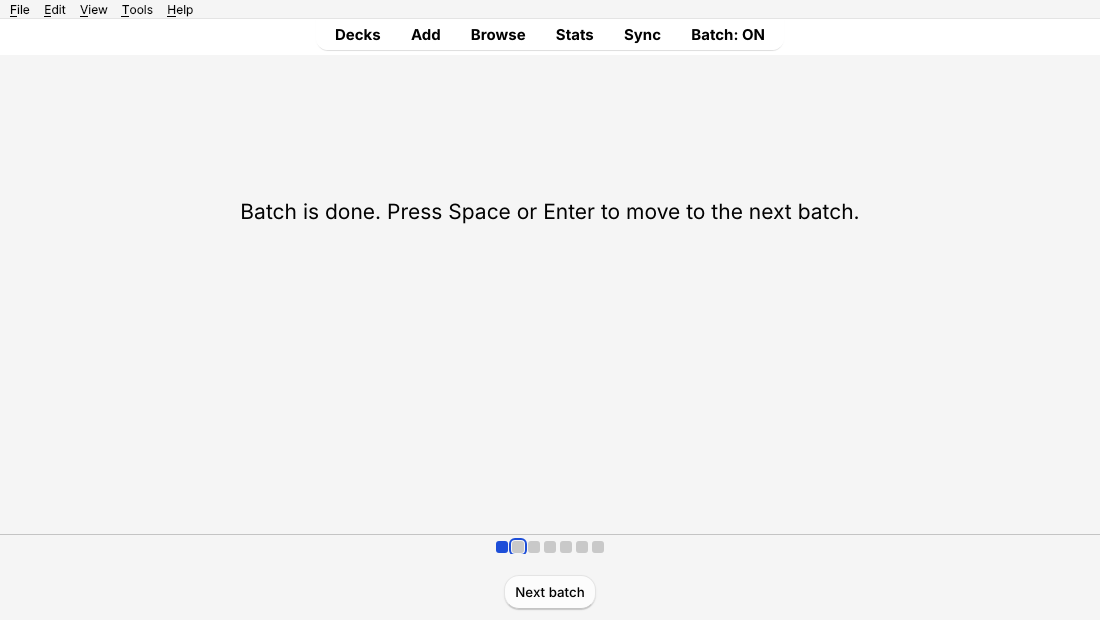 File Edit View Tools Help
Decks Add Browse Stats Sync Batch: ON
Batch is done. Press Space or Enter to move to the next batch.
Next batch